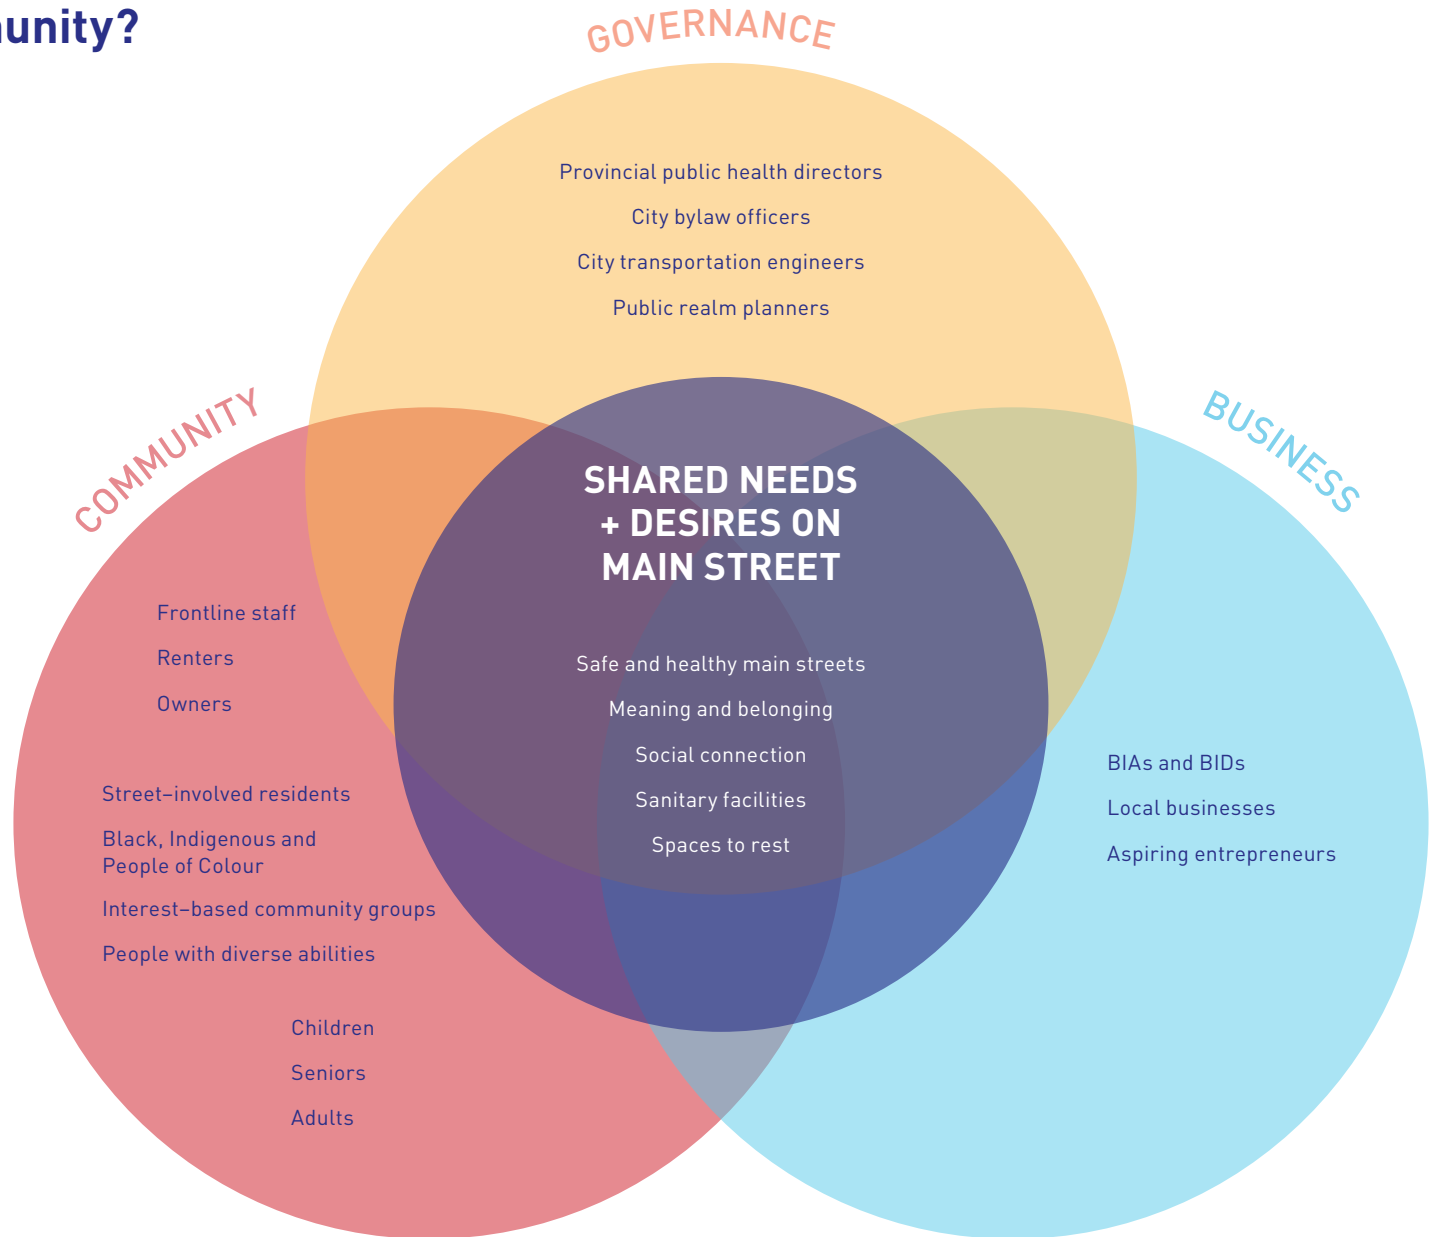 unity?
GOVERNANCE
Provincial public health directors
City bylaw officers
City transportation engineers
Public realm planners
COMMUNITY
BUSINESS
SHARED NEEDS
+ DESIRES ON
MAIN STREET
Frontline staff
Renters
Owners
Safe and healthy main streets
Meaning and belonging
Social connection
Sanitary facilities
Spaces to rest
Street–involved residents
Black, Indigenous and
People of Colour
Interest–based community groups
People with diverse abilities
BIAs and BIDs
Local businesses
Aspiring entrepreneurs
Children
Seniors
Adults